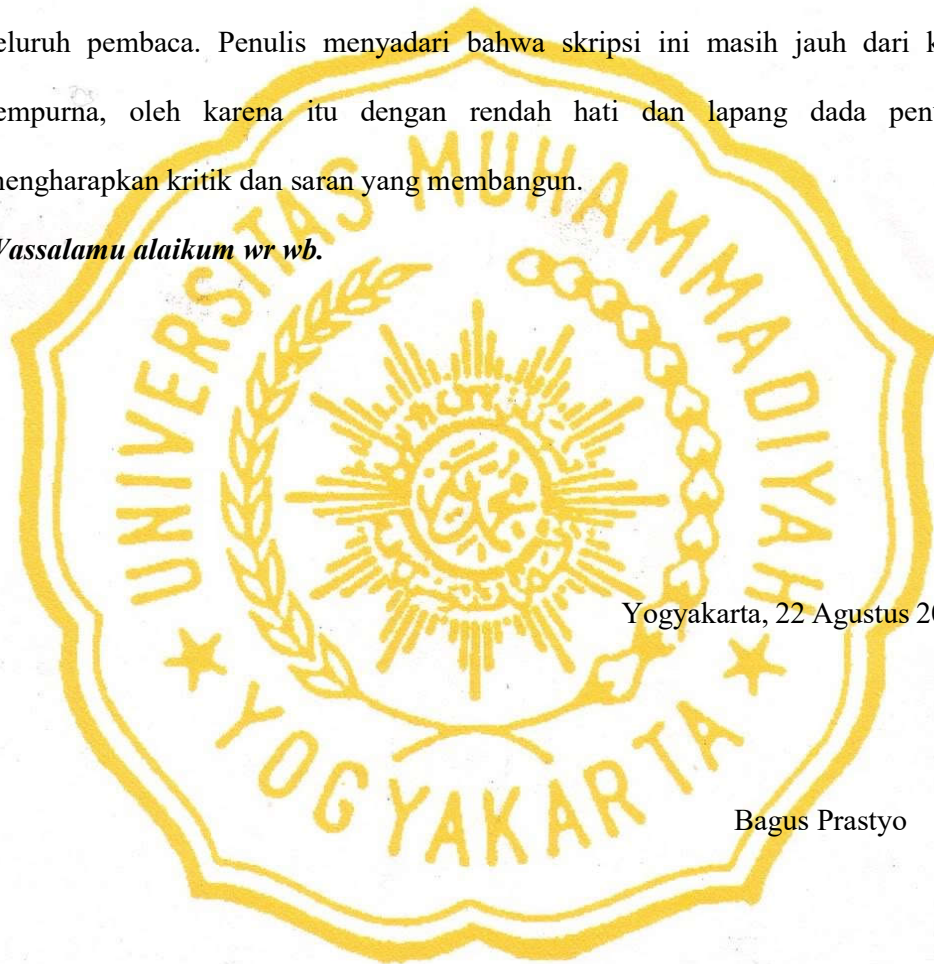 eluruh pembaca. Penulis menyadari bahwa skripsi ini masih jauh dari k
empurna, oleh karena itu dengan rendah hati dan lapang dada pen
mengharapkan kritik dan saran yang membangun.
Wassalamu alaikum wr wb.
UNIVERSITAS MUHAMMADIYAH
Yogyakarta, 22 Agustus 20
Bagus Prastyo
★ YOGYAKARTA ★